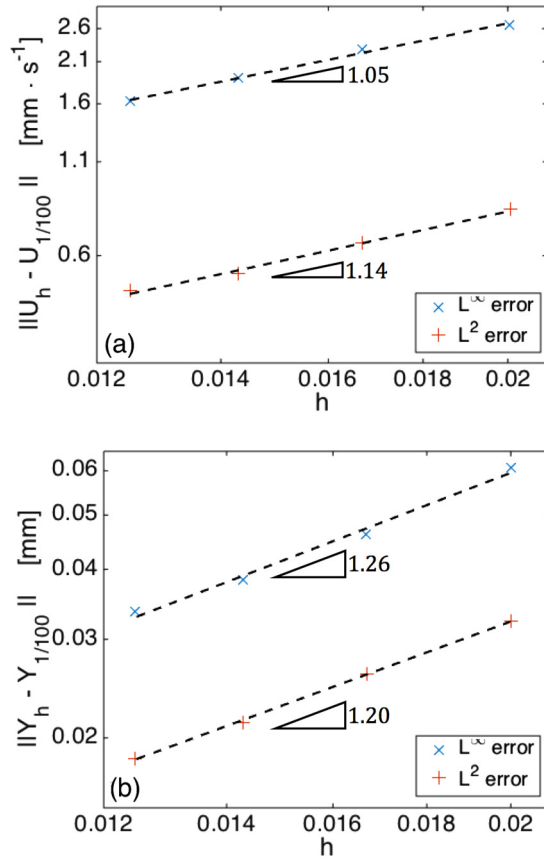 2.6
2.1
1.6
1.1
0.6
||U_h - U_{1/100}|| [mm · s^{-1}]
1.05
1.14
(a)
× L^∞ error
+ L^2 error
0.012 0.014 0.016 0.018 0.02
h
0.06
0.05
0.04
0.03
0.02
||Y_h - Y_{1/100}|| [mm]
1.26
1.20
(b)
× L^∞ error
+ L^2 error
0.012 0.014 0.016 0.018 0.02
h